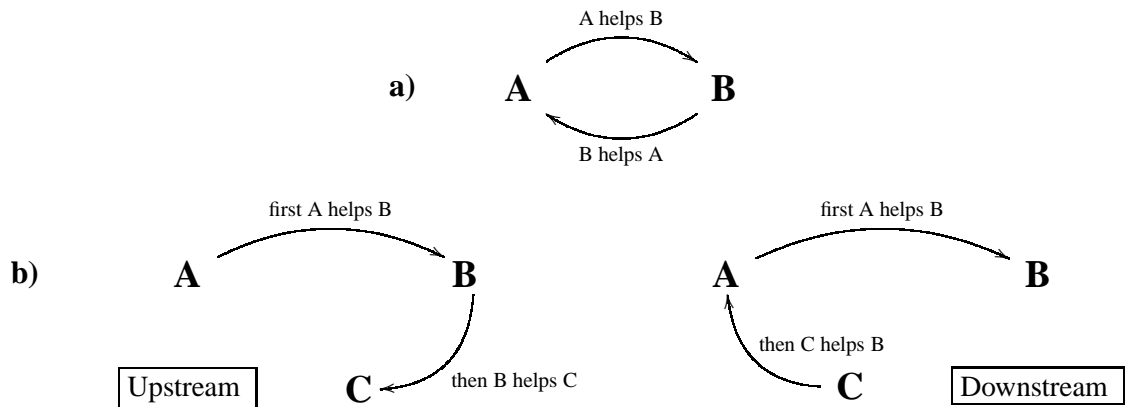 A helps B
a)
A
B
B helps A
first A helps B
first A helps B
b)
A
B
A
B
then C helps B
then B helps C
Upstream
C
C
Downstream